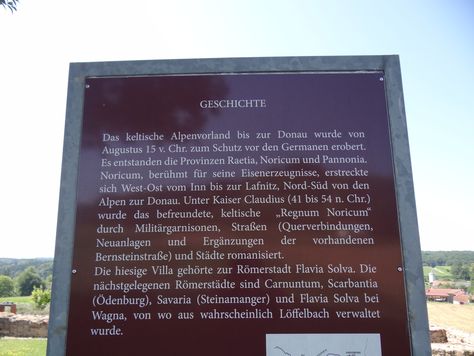 GESCHICHTE
Das keltische Alpenvorland bis zur Donau wurde von
Augustus 15 v. Chr. zum Schutz vor den Germanen erobert.
Es entstanden die Provinzen Raetia, Noricum und Pannonia.
Noricum, berühmt für seine Eisenerzeugnisse, erstreckte
sich West-Ost vom Inn bis zur Lafnitz, Nord-Süd von den
Alpen zur Donau. Unter Kaiser Claudius (41 bis 54 n. Chr.)
wurde das befreundete, keltische „Regnum Noricum“
durch Militärgarnisonen, Straßen (Querverbindungen,
Neuanlagen und Ergänzungen der vorhandenen
Bernsteinstraße) und Städte romanisiert.
Die hiesige Villa gehörte zur Römerstadt Flavia Solva. Die
nächstgelegenen Römerstädte sind Carnuntum, Scarbantia
(Ödenburg), Savaria (Steinamanger) und Flavia Solva bei
Wagna, von wo aus wahrscheinlich Löffelbach verwaltet
wurde.